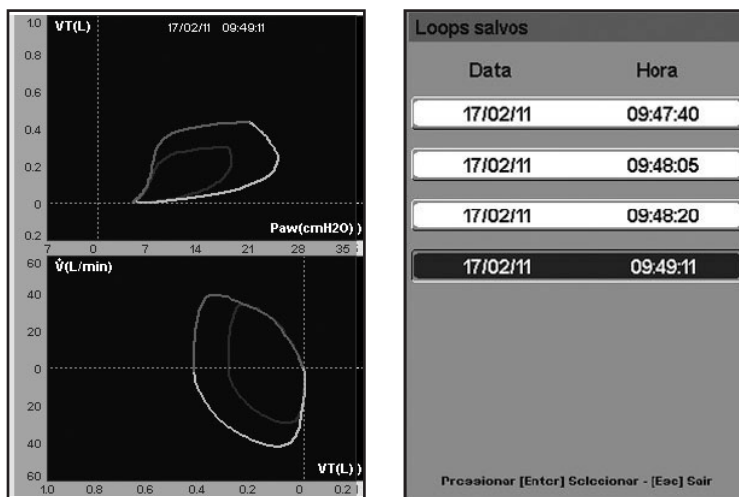 1.0 VT(L) 17/02/11 09:49:11
0.8
0.6
0.4
0.2
0
0.2 Paw(cmH2O) )
7 0 7 14 21 28 35
60 V̇(L/min)
40
20
0
20
40
60 VT(L) )
1.0 0.8 0.6 0.4 0.2 0 0.2
Loops salvos
Data Hora
17/02/11 09:47:40
17/02/11 09:48:05
17/02/11 09:48:20
17/02/11 09:49:11
Pressionar [Enter] Selecionar - [Esc] Sair